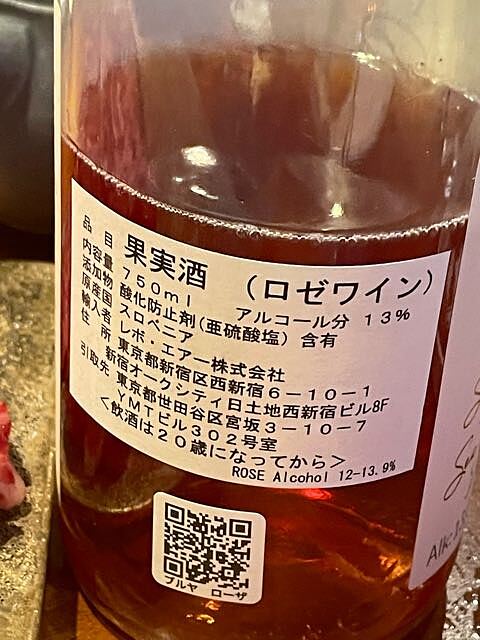 品目 果実酒 (ロゼワイン)
内容量 750ml アルコール分 13%
添加物 酸化防止剤(亜硫酸塩)含有
原産国 スロベニア
輸入者 レボ・エアー株式会社
住所 東京都新宿区西新宿6-10-1
新宿オークシティ日土地西新宿ビル8F
引取先 東京都世田谷区宮坂3-10-7
YMTビル302号室
<飲酒は20歳になってから>
ROSE Alcohol 12-13.9%
ブルヤ ローザ